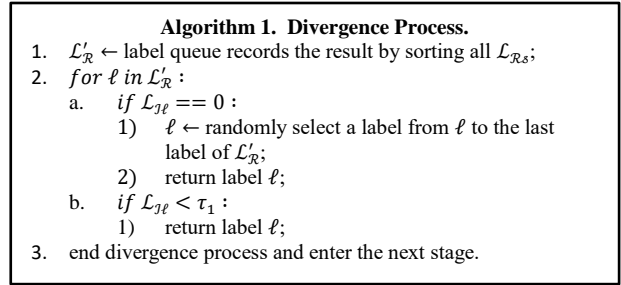 Algorithm 1. Divergence Process.
1. ℒ′ℛ ← label queue records the result by sorting all ℒℛ𝓈;
2. for ℓ in ℒ′ℛ :
a. if ℒℐℓ == 0 :
1) ℓ ← randomly select a label from ℓ to the last
label of ℒ′ℛ;
2) return label ℓ;
b. if ℒℐℓ < τ₁ :
1) return label ℓ;
3. end divergence process and enter the next stage.